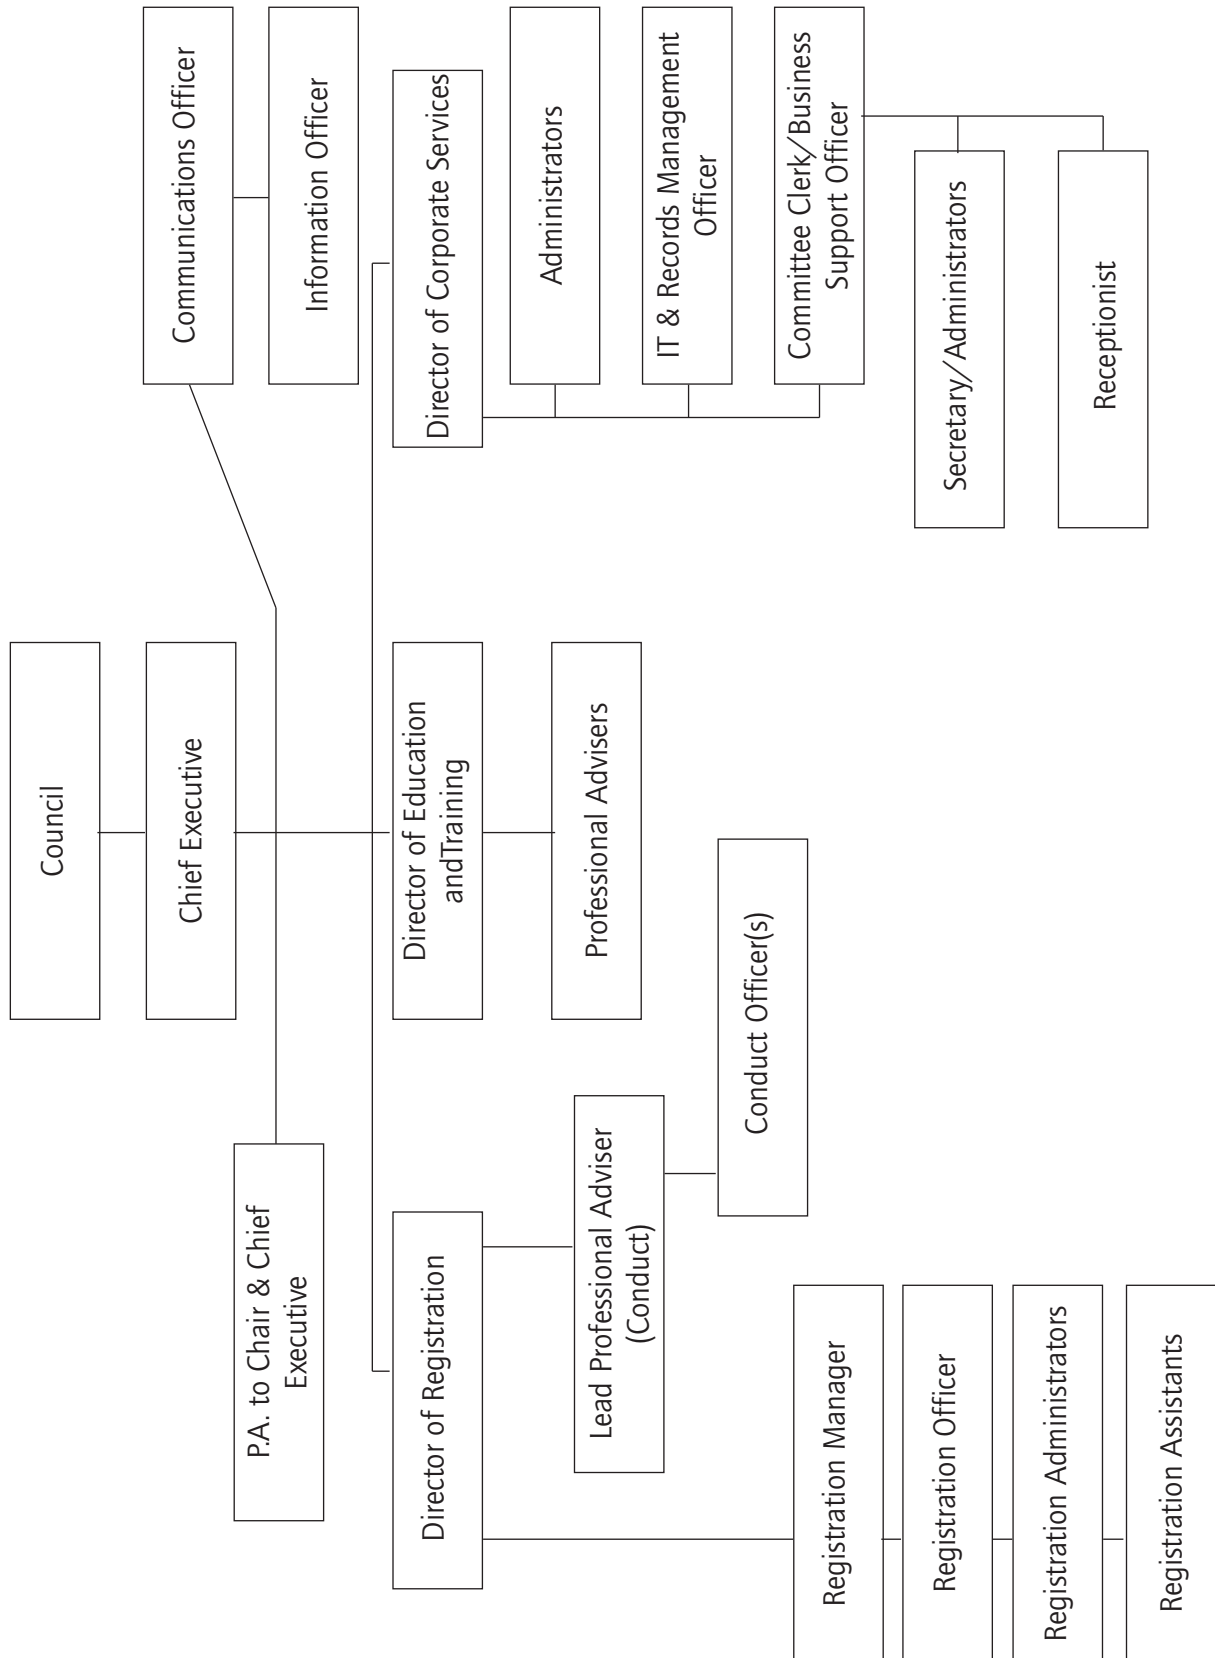 Council
Chief Executive
P.A. to Chair & Chief
Executive
Communications Officer
Information Officer
Director of Registration
Director of Education
andTraining
Director of Corporate Services
Lead Professional Adviser
(Conduct)
Conduct Officer(s)
Registration Manager
Registration Officer
Registration Administrators
Registration Assistants
Professional Advisers
Administrators
IT & Records Management
Officer
Committee Clerk/Business
Support Officer
Secretary/Administrators
Receptionist